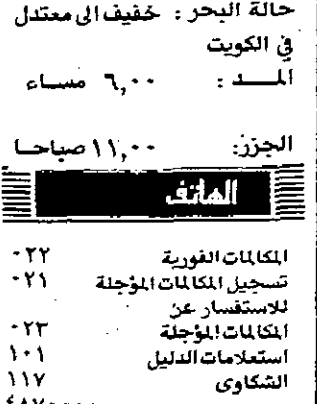 حالة البحر : خفيف الى معتدل
في الكويت
المـــد : ٦,٠٠ مساء
الجزر: ١١,٠٠ صباحا
الهاتف
المكالمات الفورية ٠٢٢
تسجيل المكالمات المؤجلة ٠٢١
للاستفسار عن
المكالمات المؤجلة ٠٢٣
استعلامات الدليل ١٠١
الشكاوى ١١٧